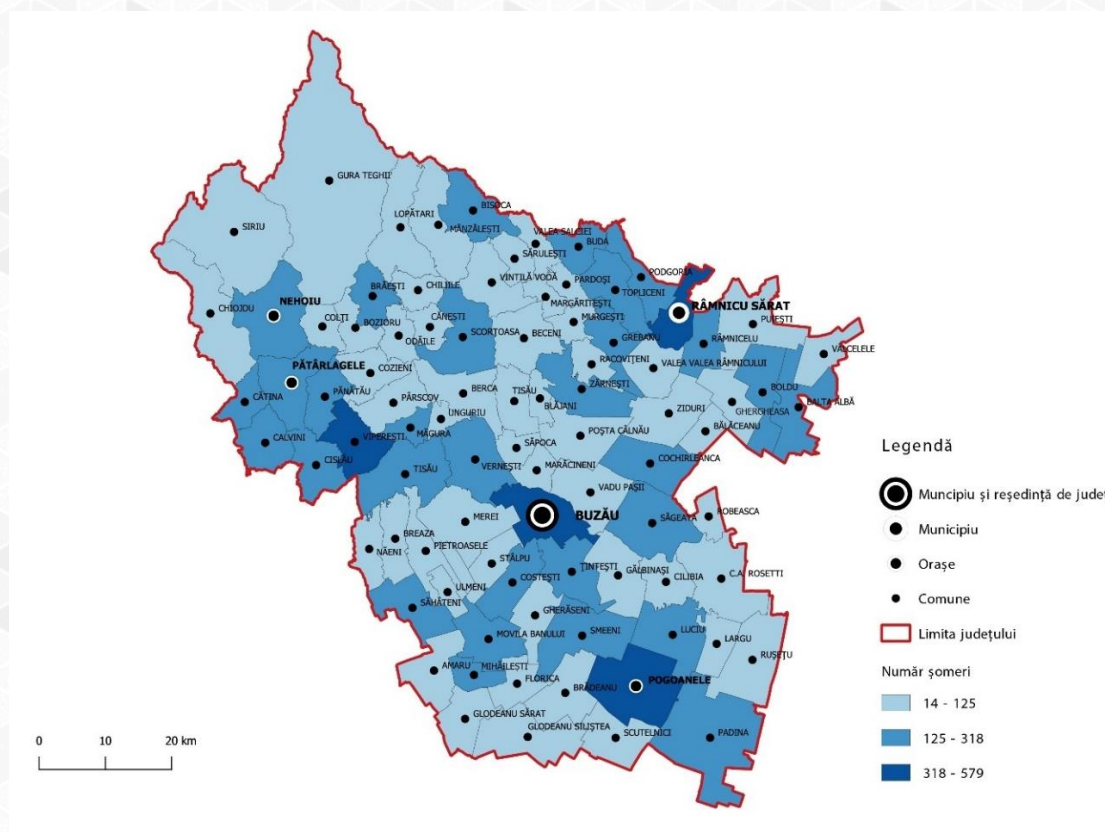 GURA TEGHII
BISOCA
LOPĂTARI
MÂNZĂLEȘTI
SIRIU
VALEA SALCIEI
BUDA
SĂRULEȘTI
PODGORIA
VINTILĂ VODĂ
PARDOȘI
TOPLICENI
BRĂEȘTI
CHILIILE
NEHOIU
MĂRGĂRITEȘTI
RÂMNICU SĂRAT
CHIOJDU
COLȚI
BOZIORU
CĂNEȘTI
MURGEȘTI
PUIEȘTI
ODĂILE
SCORȚOASA
BECENI
GREBĂNU
RÂMNICELU
VÂLCELELE
PĂTÂRLAGELE
COZIENI
RACOVIȚENI
VALEA VALEA RÂMNICULUI
PĂNĂTĂU
BERCA
TISĂU
ZĂRNEȘTI
BOLDU
CĂTINA
PÂRSCOV
BLĂJANI
GHERGHEASA
BALTA ALBĂ
UNGURIU
ZIDURI
MĂGURA
BĂLĂCEANU
CALVINI
VIPEREȘTI
POȘTA CÂLNĂU
SĂPOCA
CISLĂU
TISĂU
VERNEȘTI
MARĂCINENI
COCHIRLEANCA
VADU PAȘII
MEREI
BUZĂU
SĂGEATA
ROBEASCA
BREAZA
NĂENI
PIETROASELE
STÂLPU
COSTEȘTI
ȚINTEȘTI
GĂLBINAȘI
CILIBIA
C.A. ROSETTI
ULMENI
SĂHĂTENI
GHERĂSENI
MOVILA BANULUI
SMEENI
LUCIU
LARGU
RUȘEȚU
AMARU
MIHĂILEȘTI
FLORICA
BRĂDEANU
POGOANELE
GLODEANU SĂRAT
GLODEANU SILIȘTEA
SCUTELNICI
PADINA
0 10 20 km
Legendă
Muncipiu și reședință de județ
Municipiu
Orașe
Comune
Limita județului
Număr șomeri
14 - 125
125 - 318
318 - 579